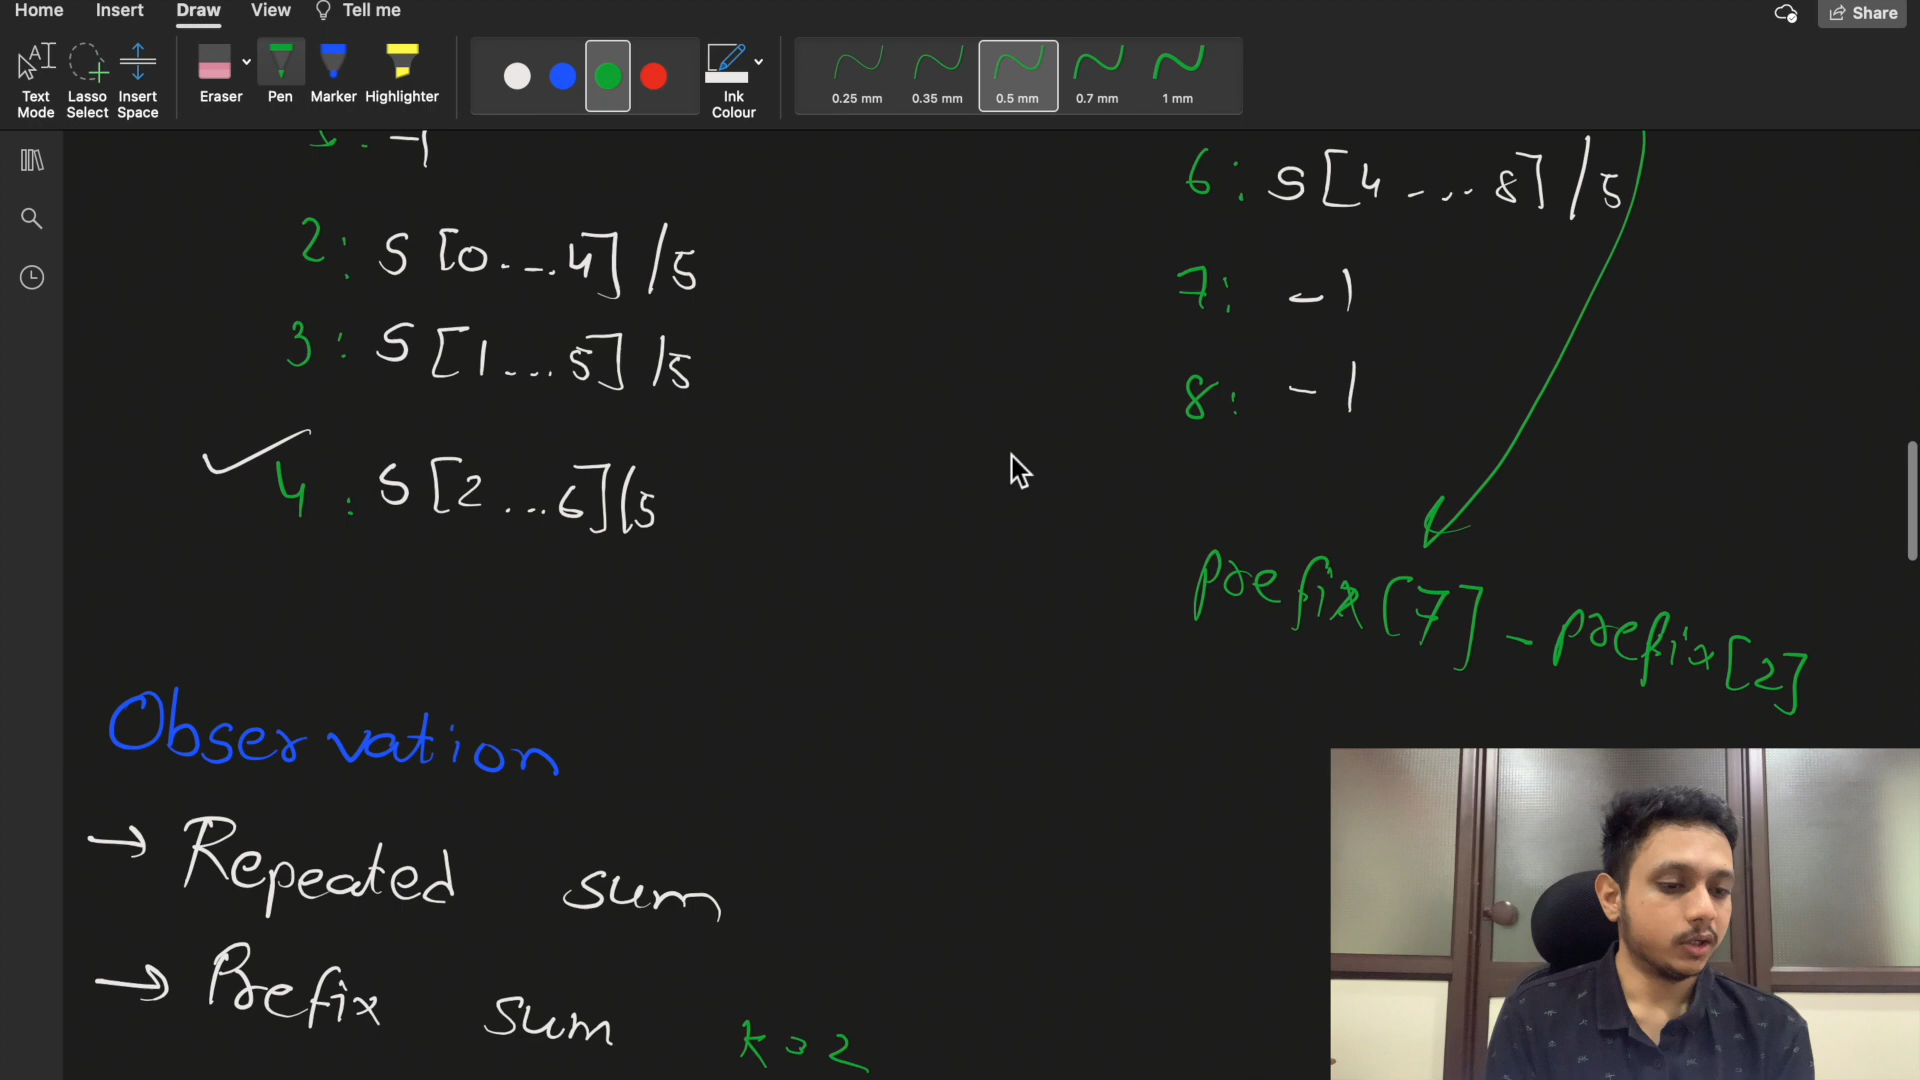 Home Insert Draw View Tell me Share
Text Mode Lasso Select Insert Space Eraser Pen Marker Highlighter Ink Colour 0.25 mm 0.35 mm 0.5 mm 0.7 mm 1 mm
1: -1
2: S[0...4]/5
3: S[1...5]/5
4: S[2...6]/5
6: S[4...8]/5
7: -1
8: -1
prefix[7] - prefix[2]
Observation
→ Repeated sum
→ Prefix sum
k = 2